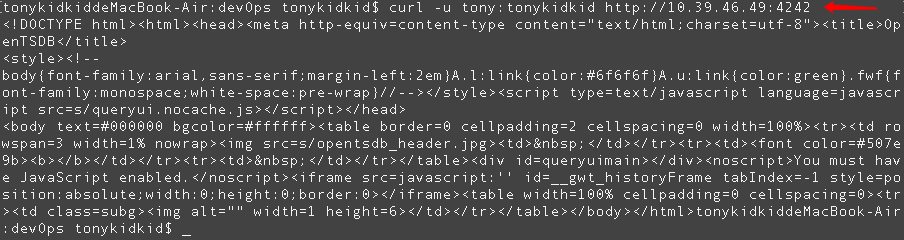 [tonykidkiddeMacBook-Air:devOps tonykidkid$ curl -u tony:tonykidkid http://10.39.46.49:4242
<!DOCTYPE html><html><head><meta http-equiv=content-type content="text/html;charset=utf-8"><title>Op
enTSDB</title>
<style><!--
body{font-family:arial,sans-serif;margin-left:2em}A.l:link{color:#6f6f6f}A.u:link{color:green}.fwf{f
ont-family:monospace;white-space:pre-wrap}//--></style><script type=text/javascript language=javascr
ipt src=s/queryui.nocache.js></script></head>
<body text=#000000 bgcolor=#ffffff><table border=0 cellpadding=2 cellspacing=0 width=100%><tr><td ro
wspan=3 width=1% nowrap><img src=s/opentsdb_header.jpg><td>&nbsp;</td></tr><tr><td><font color=#507e
9b><b></b></td></tr><tr><td>&nbsp;</td></tr></table><div id=queryuimain></div><noscript>You must hav
e JavaScript enabled.</noscript><iframe src=javascript:'' id=__gwt_historyFrame tabIndex=-1 style=po
sition:absolute;width:0;height:0;border:0></iframe><table width=100% cellpadding=0 cellspacing=0><tr
><td class=subg><img alt="" width=1 height=6></td></tr></table></body></html>tonykidkiddeMacBook-Air
:devOps tonykidkid$ _